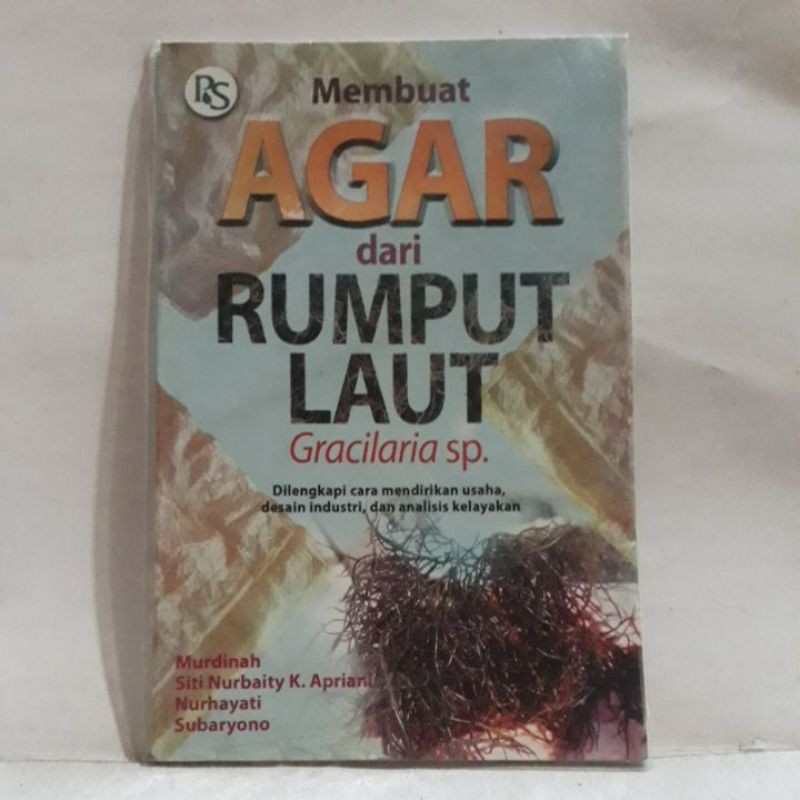 PS
Membuat
AGAR
dari
RUMPUT
LAUT
Gracilaria sp.
Dilengkapi cara mendirikan usaha,
desain industri, dan analisis kelayakan
Murdinah
Siti Nurbaity K. Apriani
Nurhayati
Subaryono